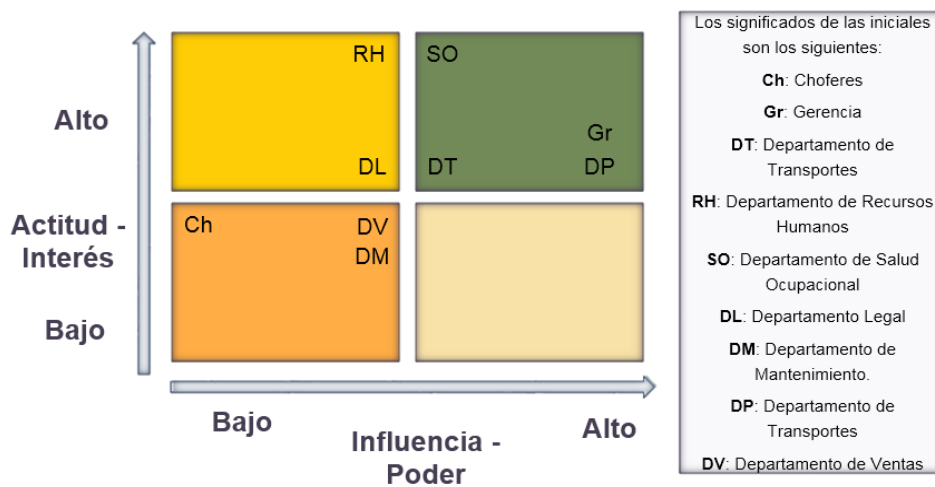 RH
SO
Alto
Gr
DL
DT
DP
Actitud -
Interés
Ch
DV
DM
Bajo
Bajo
Influencia -
Poder
Alto
Los significados de las iniciales
son los siguientes:
Ch: Choferes
Gr: Gerencia
DT: Departamento de
Transportes
RH: Departamento de Recursos
Humanos
SO: Departamento de Salud
Ocupacional
DL: Departamento Legal
DM: Departamento de
Mantenimiento.
DP: Departamento de
Transportes
DV: Departamento de Ventas